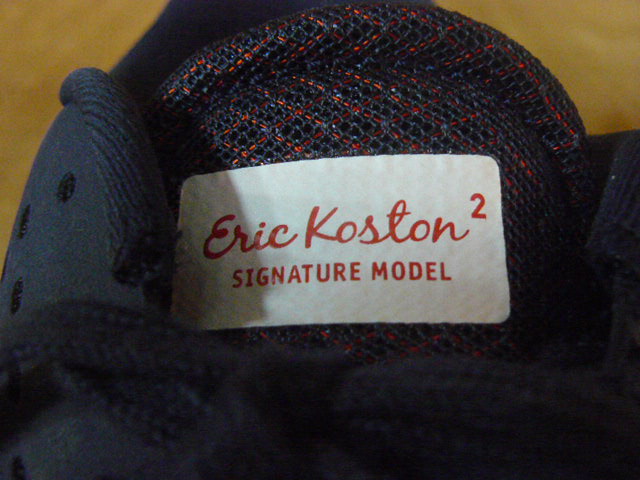 Eric Koston²
SIGNATURE MODEL